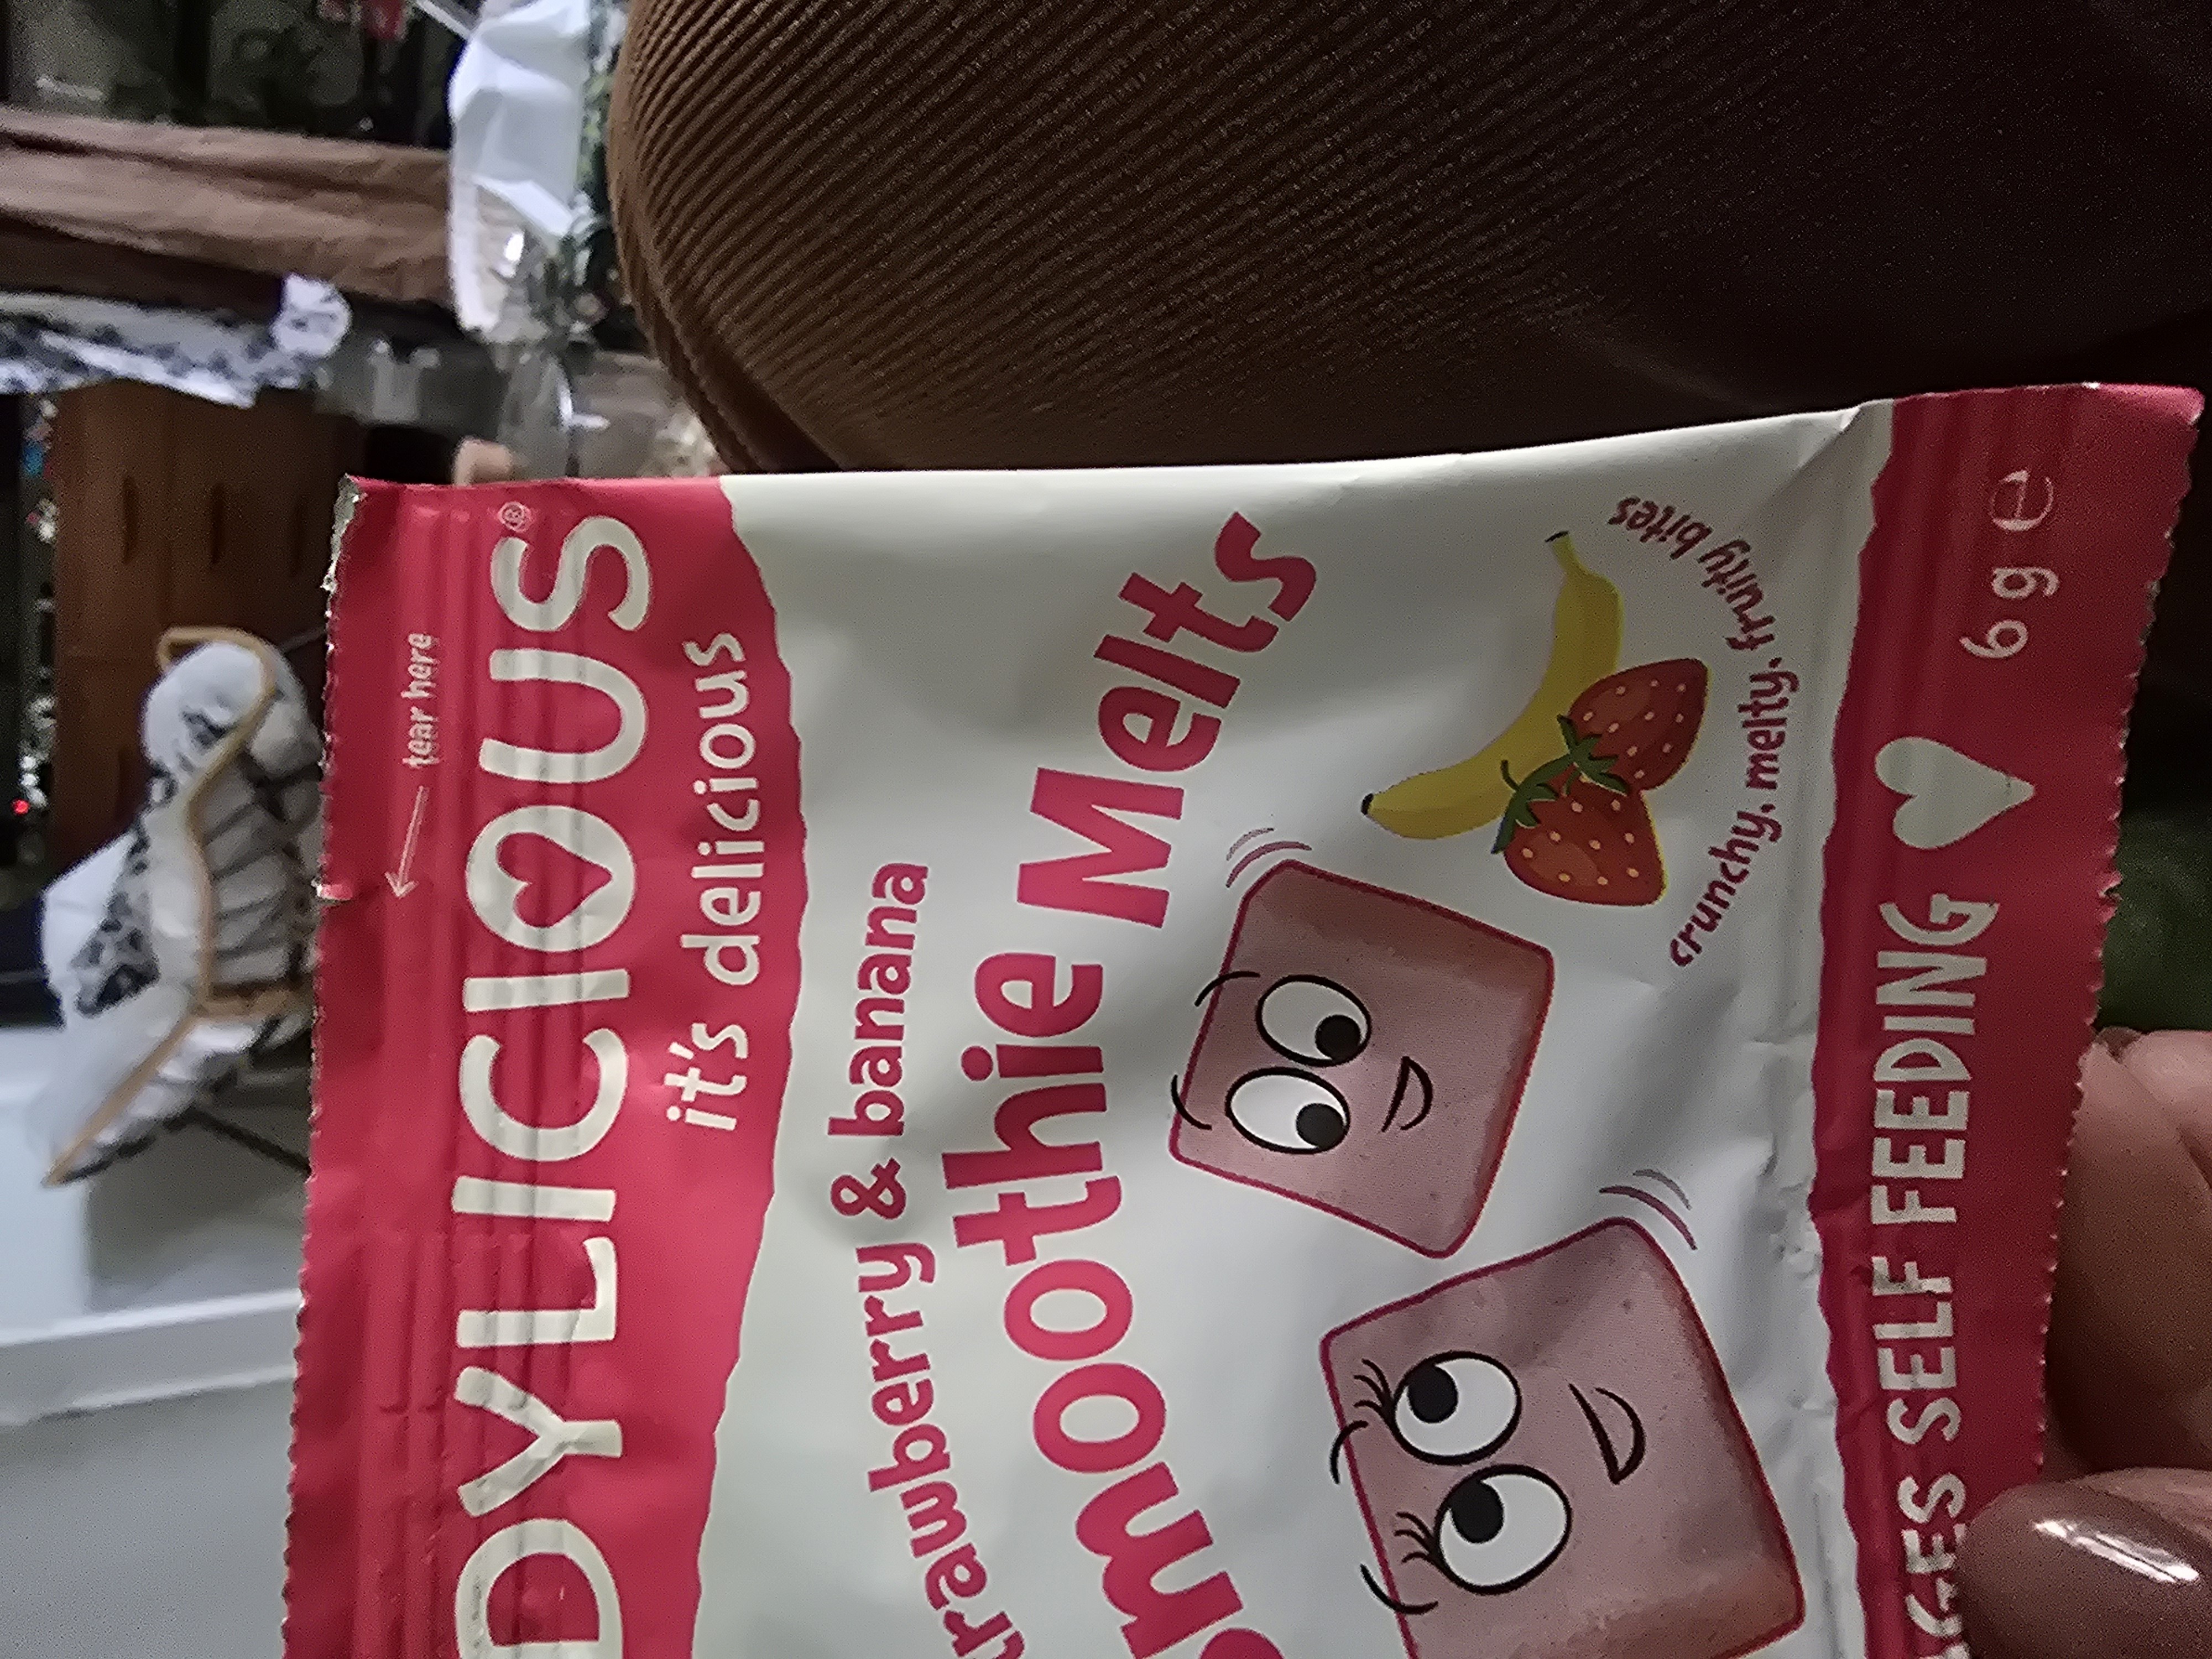 tear here
DYLICIOUS®
it's delicious
rawberry & banana
moothie Melts
crunchy, melty, fruity bites
GES SELF FEEDING
6g e